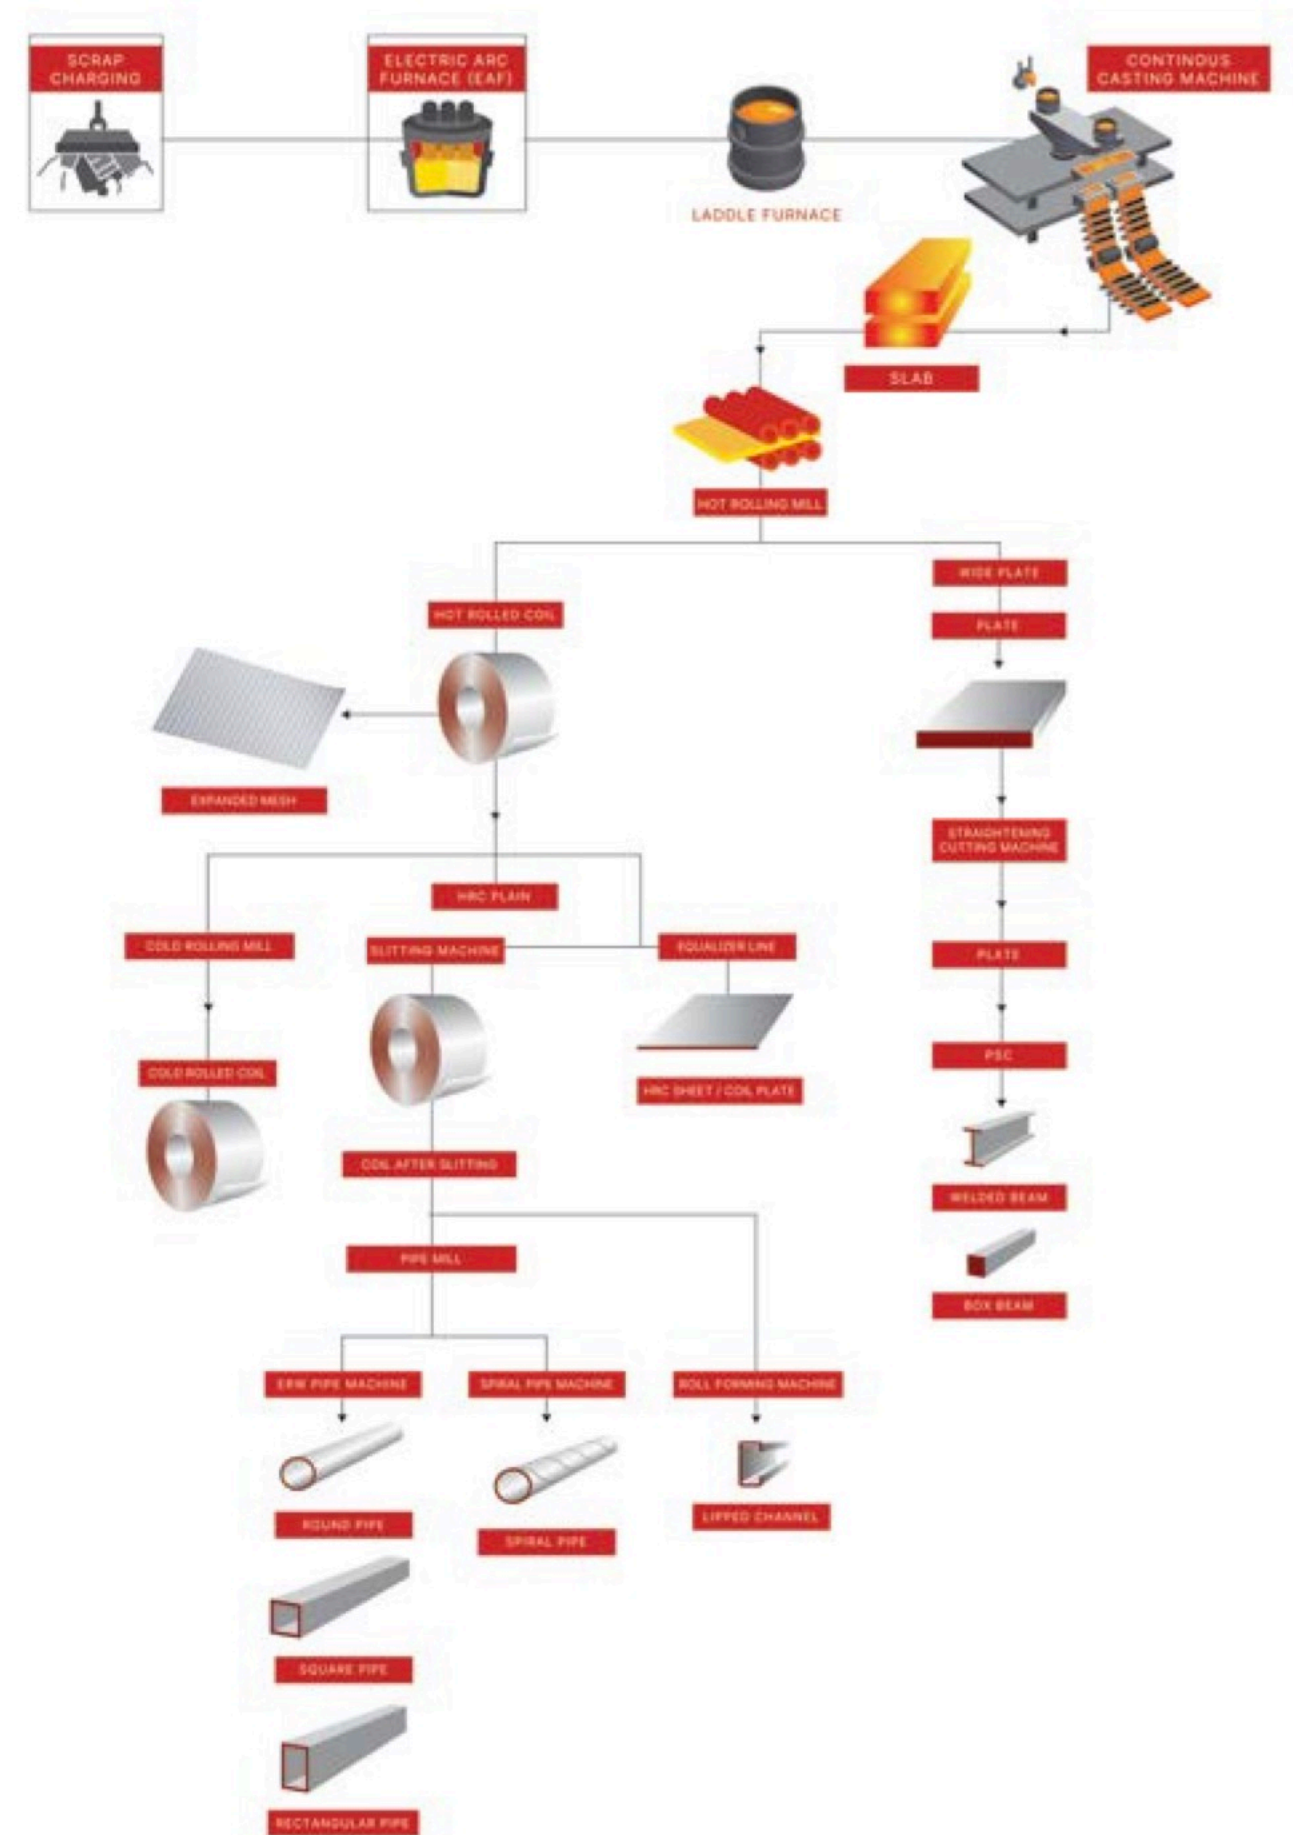 SCRAP
CHARGING
ELECTRIC ARC
FURNACE (EAF)
CONTINOUS
CASTING MACHINE
LADDLE FURNACE
SLAB
HOT ROLLING MILL
WIDE PLATE
HOT ROLLED COIL
PLATE
EXPANDED MESH
STRAIGHTENING
CUTTING MACHINE
HRC PLAIN
COLD ROLLING MILL
SLITTING MACHINE
EQUALIZER LINE
PLATE
COLD ROLLED COIL
HRC SHEET / COIL PLATE
PSC
COIL AFTER SLITTING
WELDED BEAM
PIPE MILL
BOX BEAM
ERW PIPE MACHINE
SPIRAL PIPE MACHINE
ROLL FORMING MACHINE
ROUND PIPE
SPIRAL PIPE
LIPPED CHANNEL
SQUARE PIPE
RECTANGULAR PIPE